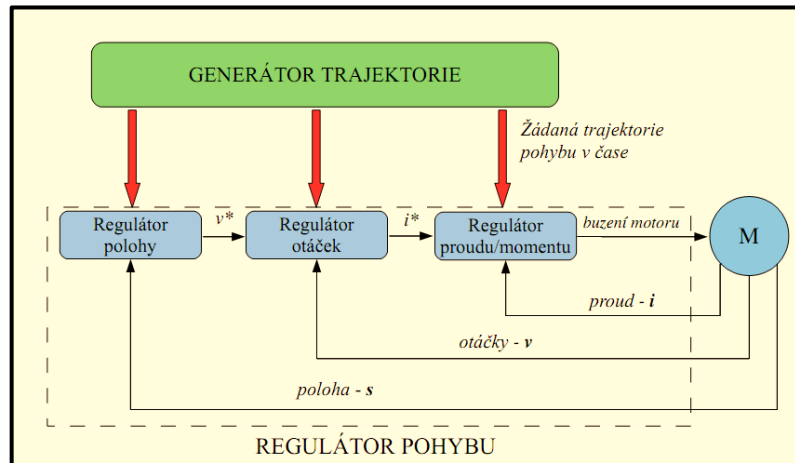 GENERÁTOR TRAJEKTORIE
Žádaná trajektorie
pohybu v čase
Regulátor
polohy
v*
Regulátor
otáček
i*
Regulátor
proudu/momentu
buzení motoru
M
proud - i
otáčky - v
poloha - s
REGULÁTOR POHYBU